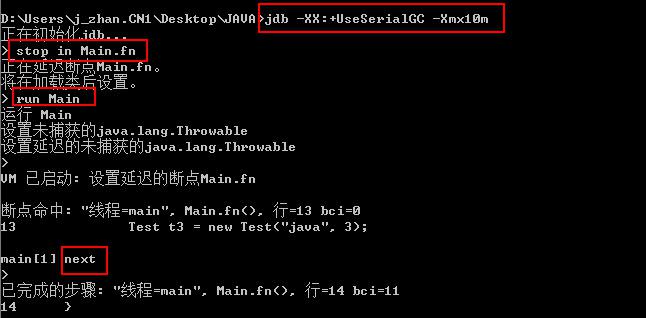 D:\Users\j_zhan.CN1\Desktop\JAVA>jdb -XX:+UseSerialGC -Xmx10m
正在初始化jdb...
> stop in Main.fn
正在延迟断点Main.fn。
将在加载类后设置。
> run Main
运行 Main
设置未捕获的java.lang.Throwable
设置延迟的未捕获的java.lang.Throwable
>
VM 已启动: 设置延迟的断点Main.fn
断点命中: "线程=main", Main.fn(), 行=13 bci=0
13 Test t3 = new Test("java", 3);
main[1] next
>
已完成的步骤: "线程=main", Main.fn(), 行=14 bci=11
14 }